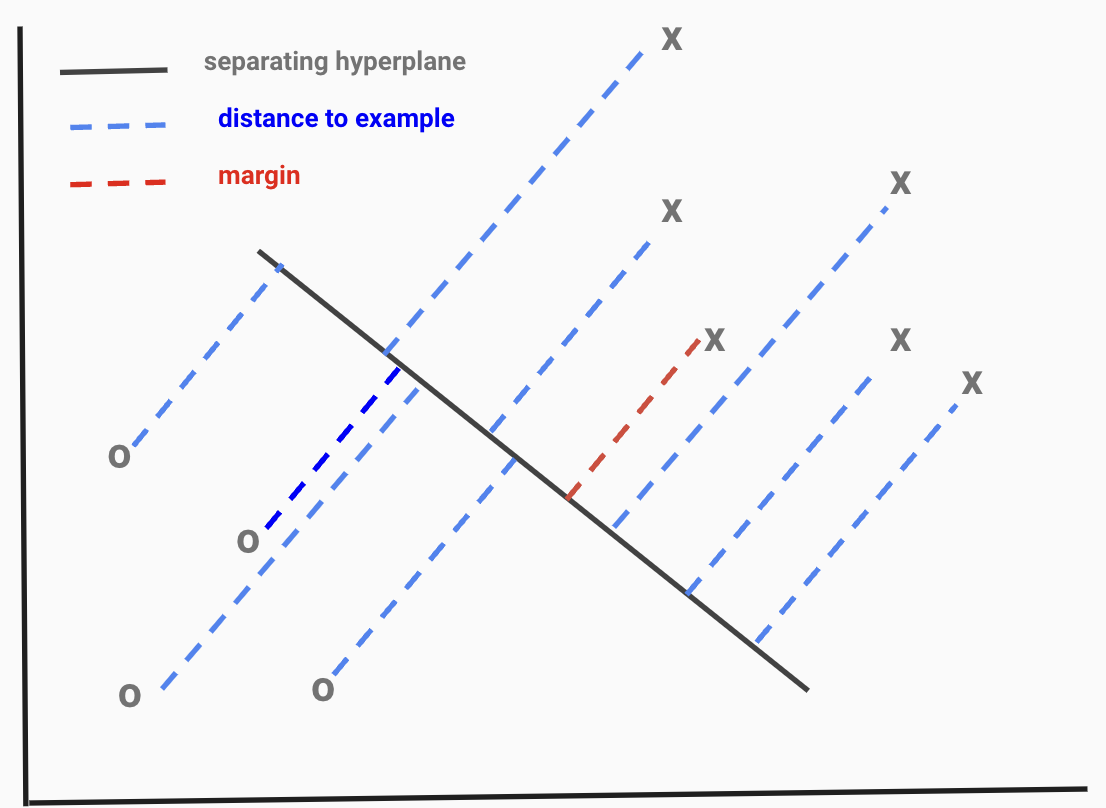 separating hyperplane
distance to example
margin
X
X
X
X
X
X
O
O
O
O